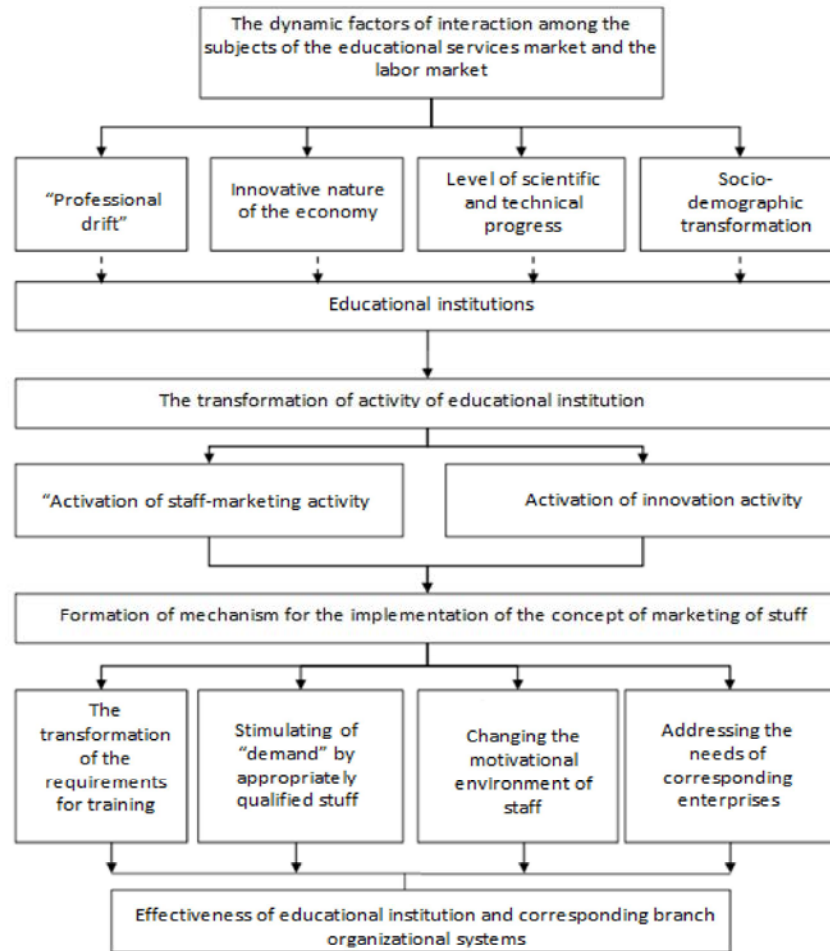 The dynamic factors of interaction among the
subjects of the educational services market and the
labor market
“Professional
drift”
Innovative nature
of the economy
Level of scientific
and technical
progress
Socio-
demographic
transformation
Educational institutions
The transformation of activity of educational institution
“Activation of staff-marketing activity
Activation of innovation activity
Formation of mechanism for the implementation of the concept of marketing of stuff
The
transformation
of the
requirements
for training
Stimulating of
“demand” by
appropriately
qualified stuff
Changing the
motivational
environment of
staff
Addressing the
needs of
corresponding
enterprises
Effectiveness of educational institution and corresponding branch
organizational systems